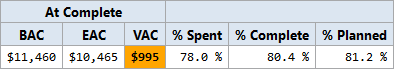 At Complete
BAC EAC VAC % Spent % Complete % Planned
$11,460 $10,465 $995 78.0 % 80.4 % 81.2 %